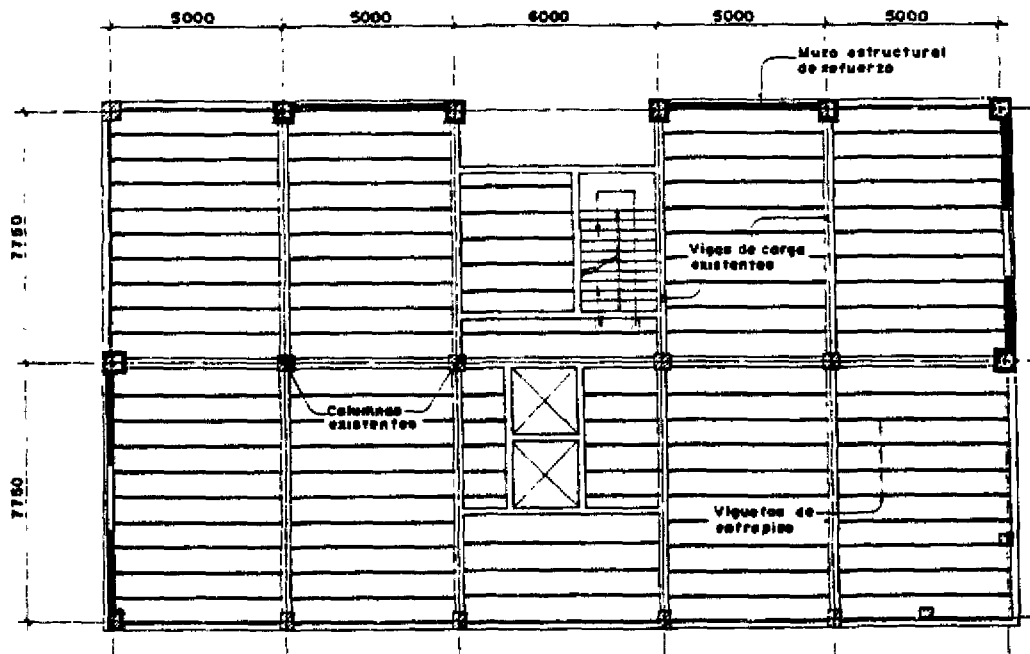 5000 5000 6000 5000 5000
Muro estructural
de refuerzo
7750
Vigas de carga
existentes
Columnas
existentes
7750
Viguetas de
entrepiso